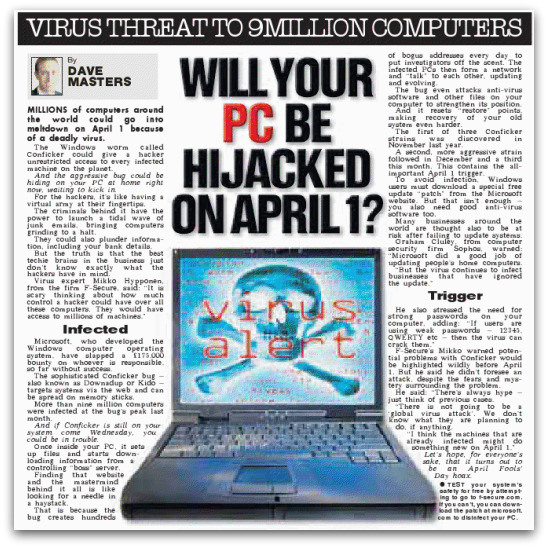 VIRUS THREAT TO 9MILLION COMPUTERS
By
DAVE
MASTERS
MILLIONS of computers around
the world could go into
meltdown on April 1 because
of a deadly virus.
The Windows worm called
Conficker could give a hacker
unrestricted access to every infected
machine on the planet.
And the aggressive bug could be
hiding on your PC at home right
now, waiting to kick in.
For the hackers, it's like having a
virtual army at their fingertips.
The criminals behind it have the
power to launch a tidal wave of
junk emails, bringing computers
grinding to a halt.
They could also plunder informa-
tion, including your bank details.
But the truth is that the best
techie brains in the business just
don't know exactly what the
hackers have in mind.
Virus expert Mikko Hypponen,
from the firm F-Secure, said: "It is
scary thinking about how much
control a hacker could have over all
these computers. They would have
access to millions of machines."
Infected
Microsoft, who developed the
Windows computer operating
system, have slapped a $175,000
bounty on whoever is responsible,
so far without success.
The sophisticated Conficker bug –
also known as Downadup or Kido –
targets systems via the web and can
be spread on memory sticks.
More than nine million computers
were infected at the bug's peak last
month.
And if Conficker is still on your
system come Wednesday, you
could be in trouble.
Once inside your PC, it sets
up files and starts down-
loading information from a
controlling "boss" server.
Finding that website
and the mastermind
behind it all is like
looking for a needle in
a haystack.
That is because the
bug creates hundreds
WILL YOUR
PC BE
HIJACKED
ON APRIL 1?
virus
alert
of bogus addresses every day to
put investigators off the scent. The
infected PCs then form a network
and "talk" to each other, updating
and evolving.
The bug even attacks anti-virus
software and other files on your
computer to strengthen its position.
And it resets "restore" points,
making recovery of your old
system even harder.
The first of three Conficker
strains was discovered in
November last year.
A second, more aggressive strain
followed in December and a third
this month. This contains the all-
important April 1 trigger.
To avoid infection, Windows
users must download a special free
update "patch" from the Microsoft
website. But that isn't enough –
you also need good anti-virus
software too.
Many businesses around the
world are thought also to be at
risk after failing to update systems.
Graham Cluley, from computer
security firm Sophos, warned:
"Microsoft did a good job of
updating people's home computers.
"But the virus continues to infect
businesses that have ignored
the update."
Trigger
He also stressed the need for
strong passwords on your
computer, adding: "If users are
using weak passwords – 12345,
QWERTY etc – then the virus can
crack them."
F-Secure's Mikko warned poten-
tial problems with Conficker would
be highlighted wildly before April
1. But he said he didn't foresee an
attack, despite the fears and mys-
tery surrounding the problem.
He said: "There's always hype –
just think of previous cases.
"There is not going to be a
global virus attack. We don't
know what they are planning to
do, if anything.
"I think the machines that are
already infected might do
something new on April 1."
Let's hope, for everyone's
sake, that it turns out to
be an April Fools'
Day hoax.
● TEST your system's
safety for free by attempt-
ing to go to f-secure.com.
If you can't, you can down-
load the patch at microsoft.
com to disinfect your PC.